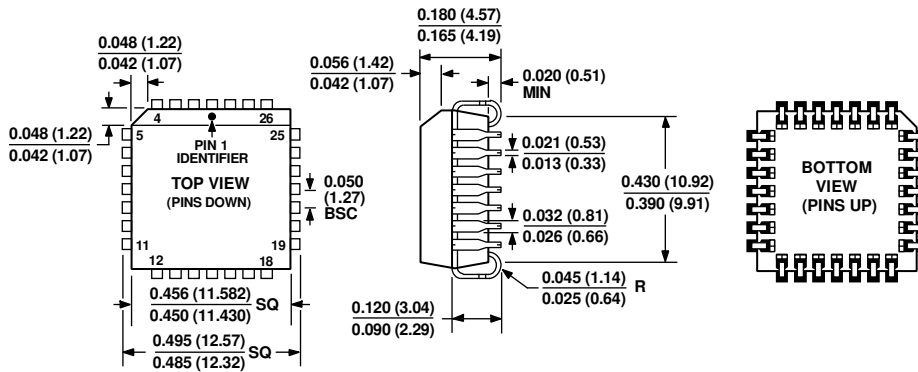 0.048 (1.22)
0.042 (1.07)
0.048 (1.22)
0.042 (1.07)
4
26
5
25
PIN 1
IDENTIFIER
TOP VIEW
(PINS DOWN)
11
19
12
18
0.050
(1.27)
BSC
0.456 (11.582)
0.450 (11.430)
SQ
0.495 (12.57)
0.485 (12.32)
SQ
0.180 (4.57)
0.165 (4.19)
0.056 (1.42)
0.042 (1.07)
0.020 (0.51)
MIN
0.021 (0.53)
0.013 (0.33)
0.032 (0.81)
0.026 (0.66)
0.430 (10.92)
0.390 (9.91)
0.045 (1.14)
0.025 (0.64)
R
0.120 (3.04)
0.090 (2.29)
BOTTOM
VIEW
(PINS UP)